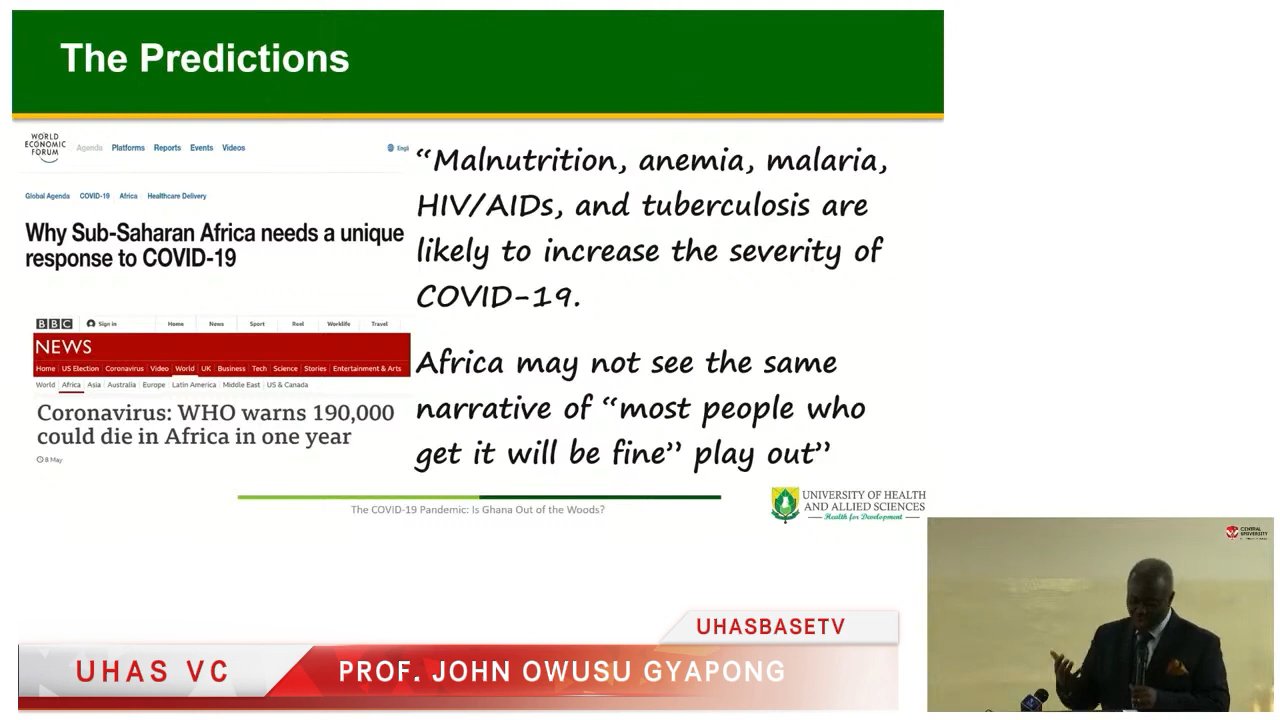 The Predictions
WORLD
ECONOMIC
FORUM
Agenda Platforms Reports Events Videos Engli
Global Agenda COVID-19 Africa Healthcare Delivery
Why Sub-Saharan Africa needs a unique
response to COVID-19
BBC Sign in Home News Sport Reel Worklife Travel
NEWS
Home US Election Coronavirus Video World UK Business Tech Science Stories Entertainment & Arts
World Africa Asia Australia Europe Latin America Middle East US & Canada
Coronavirus: WHO warns 190,000
could die in Africa in one year
8 May
“Malnutrition, anemia, malaria,
HIV/AIDs, and tuberculosis are
likely to increase the severity of
COVID-19.
Africa may not see the same
narrative of “most people who
get it will be fine” play out”
The COVID-19 Pandemic: Is Ghana Out of the Woods?
UNIVERSITY OF HEALTH
AND ALLIED SCIENCES
Health for Development
CENTRAL
UNIVERSITY
UHASBASETV
UHAS VC
PROF. JOHN OWUSU GYAPONG